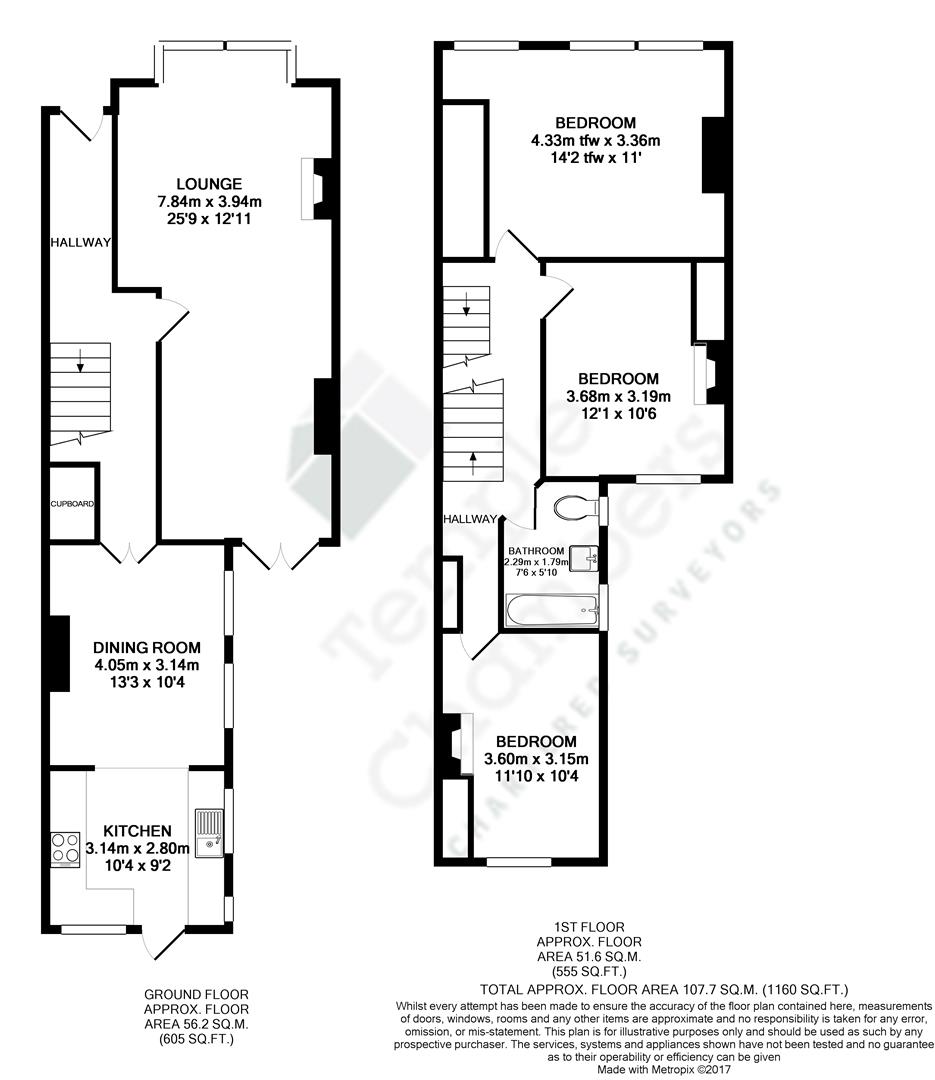 LOUNGE
7.84m x 3.94m
25'9 x 12'11
HALLWAY
CUPBOARD
DINING ROOM
4.05m x 3.14m
13'3 x 10'4
KITCHEN
3.14m x 2.80m
10'4 x 9'2
GROUND FLOOR
APPROX. FLOOR
AREA 56.2 SQ.M.
(605 SQ.FT.)
BEDROOM
4.33m tfw x 3.36m
14'2 tfw x 11'
BEDROOM
3.68m x 3.19m
12'1 x 10'6
HALLWAY
BATHROOM
2.29m x 1.79m
7'6 x 5'10
BEDROOM
3.60m x 3.15m
11'10 x 10'4
1ST FLOOR
APPROX. FLOOR
AREA 51.6 SQ.M.
(555 SQ.FT.)
TOTAL APPROX. FLOOR AREA 107.7 SQ.M. (1160 SQ.FT.)
Whilst every attempt has been made to ensure the accuracy of the floor plan contained here, measurements
of doors, windows, rooms and any other items are approximate and no responsibility is taken for any error,
omission, or mis-statement. This plan is for illustrative purposes only and should be used as such by any
prospective purchaser. The services, systems and appliances shown have not been tested and no guarantee
as to their operability or efficiency can be given
Made with Metropix ©2017
Temple
Chambers
CHARTERED SURVEYORS